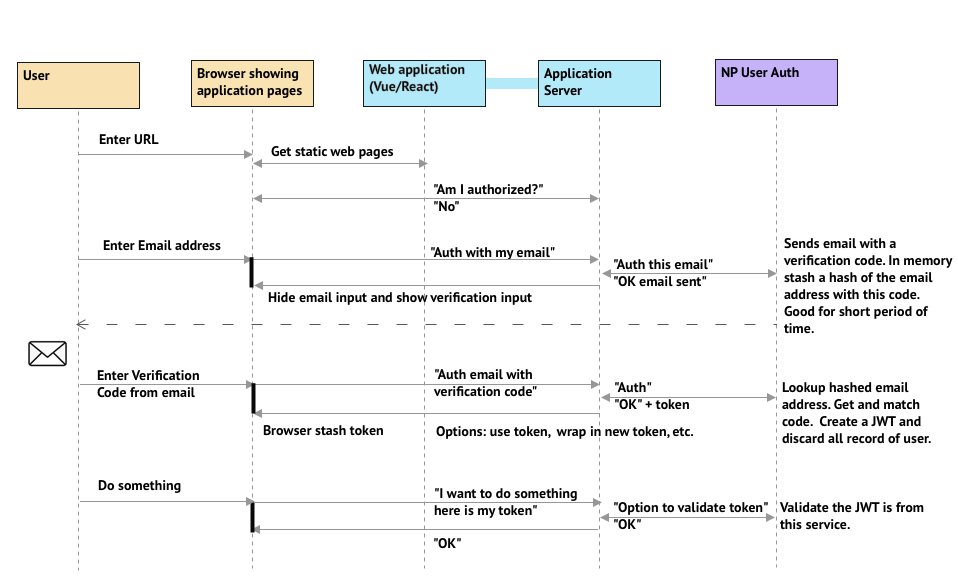 User
Browser showing
application pages
Web application
(Vue/React)
Application
Server
NP User Auth
Enter URL
Get static web pages
"Am I authorized?"
"No"
Enter Email address
"Auth with my email"
"Auth this email"
"OK email sent"
Sends email with a
verification code. In memory
stash a hash of the email
address with this code.
Good for short period of
time.
Hide email input and show verification input
Enter Verification
Code from email
"Auth email with
verification code"
"Auth"
"OK" + token
Lookup hashed email
address. Get and match
code.  Create a JWT and
discard all record of user.
Browser stash token
Options: use token,  wrap in new token, etc.
Do something
"I want to do something
here is my token"
"Option to validate token"
"OK"
Validate the JWT is from
this service.
"OK"